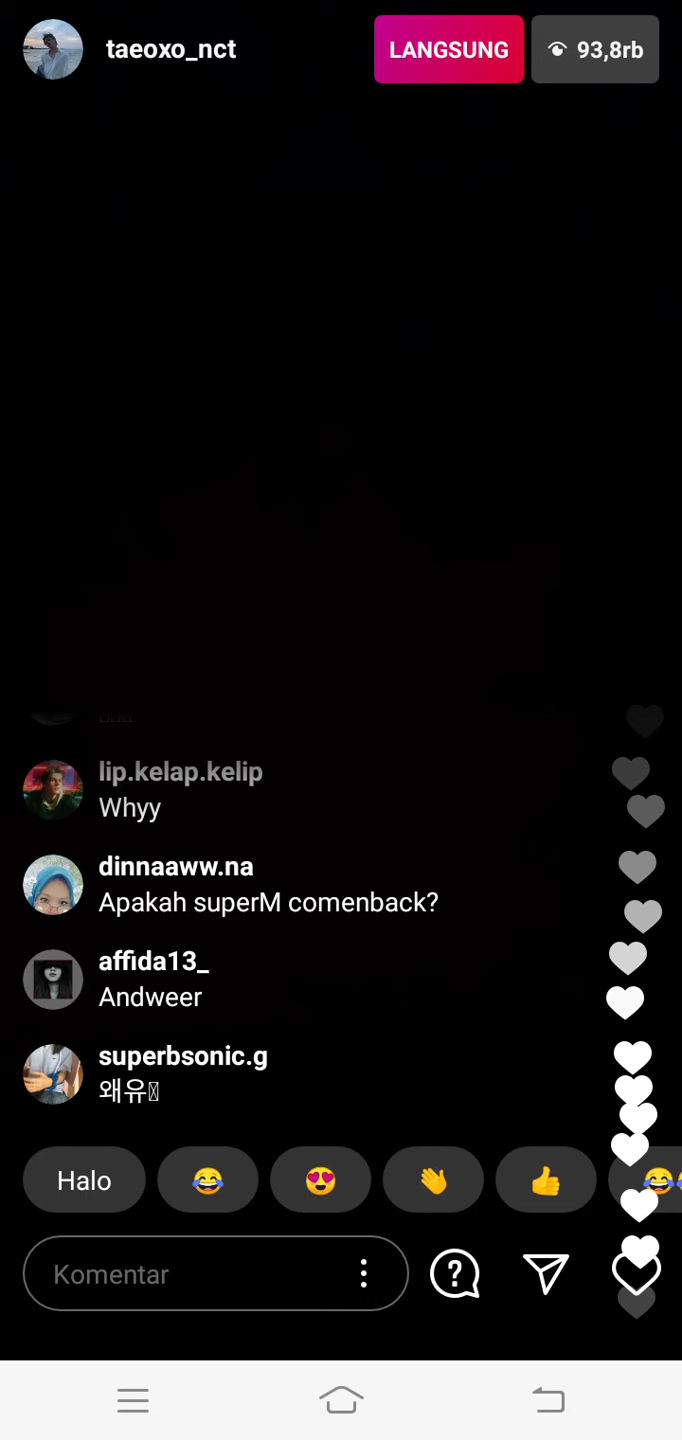 taeoxo_nct
LANGSUNG
93,8rb
lip.kelap.kelip
Whyy
dinnaaww.na
Apakah superM comenback?
affida13_
Andweer
superbsonic.g
왜유
Halo
Komentar